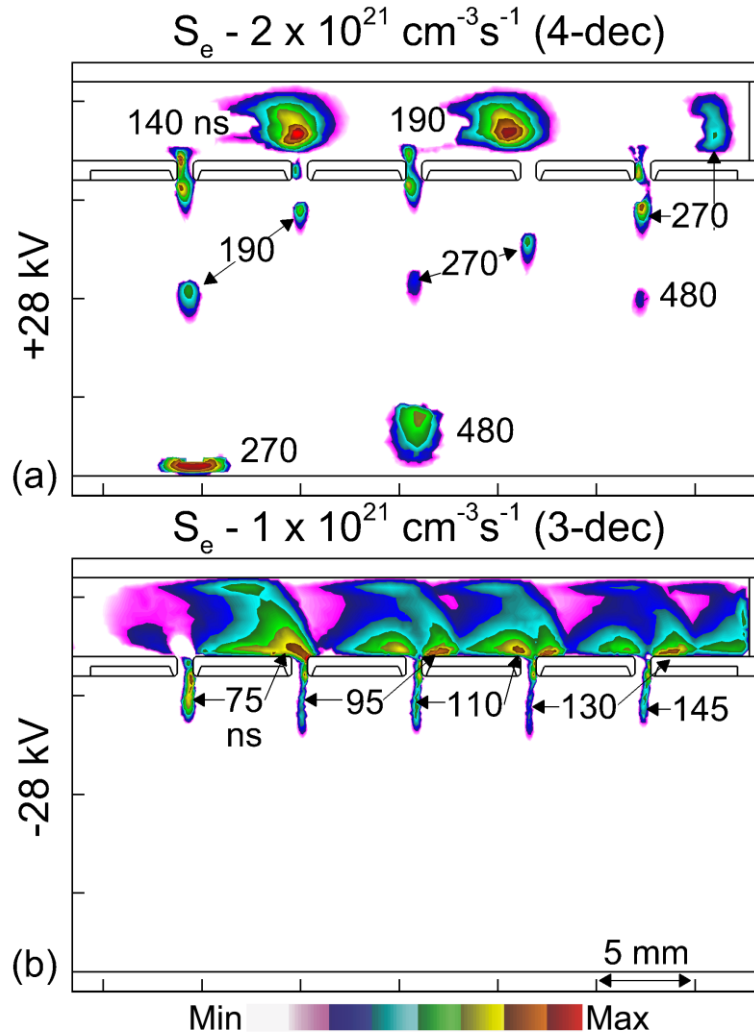 Sₑ - 2 x 10²¹ cm⁻³s⁻¹ (4-dec)
140 ns
190
190
270
270
480
+28 kV
270
480
(a)
Sₑ - 1 x 10²¹ cm⁻³s⁻¹ (3-dec)
75
ns
95
110
130
145
-28 kV
(b)
5 mm
Min
Max